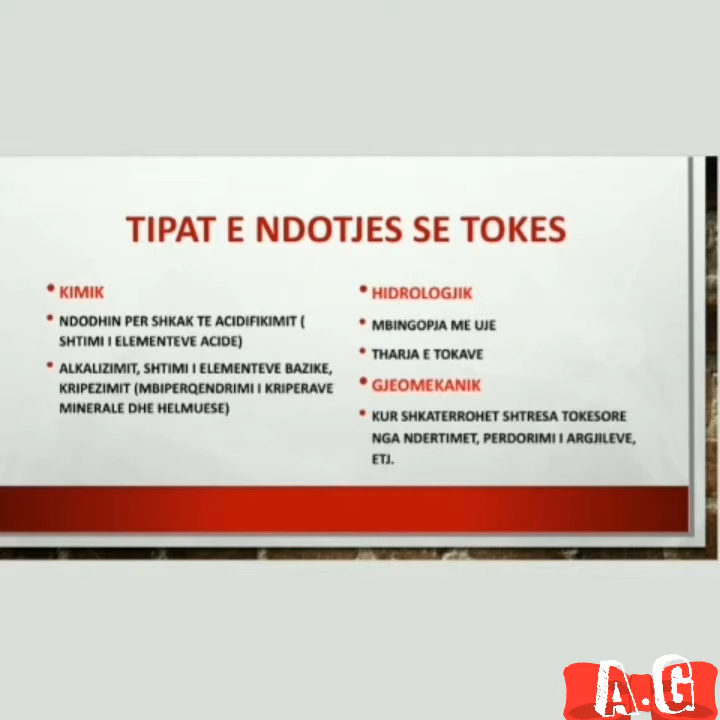 TIPAT E NDOTJES SE TOKES
• KIMIK
• NDODHIN PER SHKAK TE ACIDIFIKIMIT (
SHTIMI I ELEMENTEVE ACIDE)
• ALKALIZIMIT, SHTIMI I ELEMENTEVE BAZIKE,
KRIPEZIMIT (MBIPERQENDRIMI I KRIPERAVE
MINERALE DHE HELMUESE)
• HIDROLOGJIK
• MBINGOPJA ME UJE
• THARJA E TOKAVE
• GJEOMEKANIK
• KUR SHKATERROHET SHTRESA TOKESORE
NGA NDERTIMET, PERDORIMI I ARGJILEVE,
ETJ.
A.G